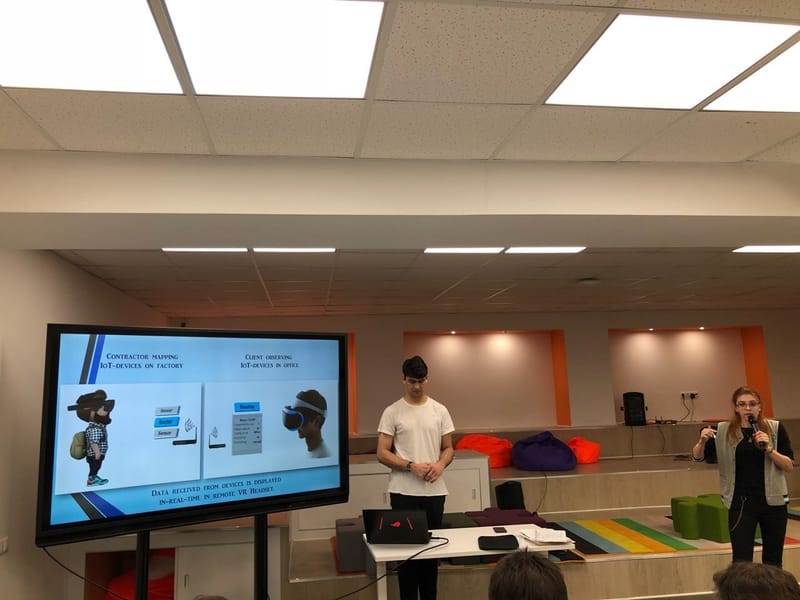 CONTRACTOR MAPPING
IOT-DEVICES ON FACTORY
CLIENT OBSERVING
IOT-DEVICES IN OFFICE
Sensor
DATA RECEIVED FROM DEVICES IS DISPLAYED
IN-REAL-TIME IN REMOTE VR HEADSET.